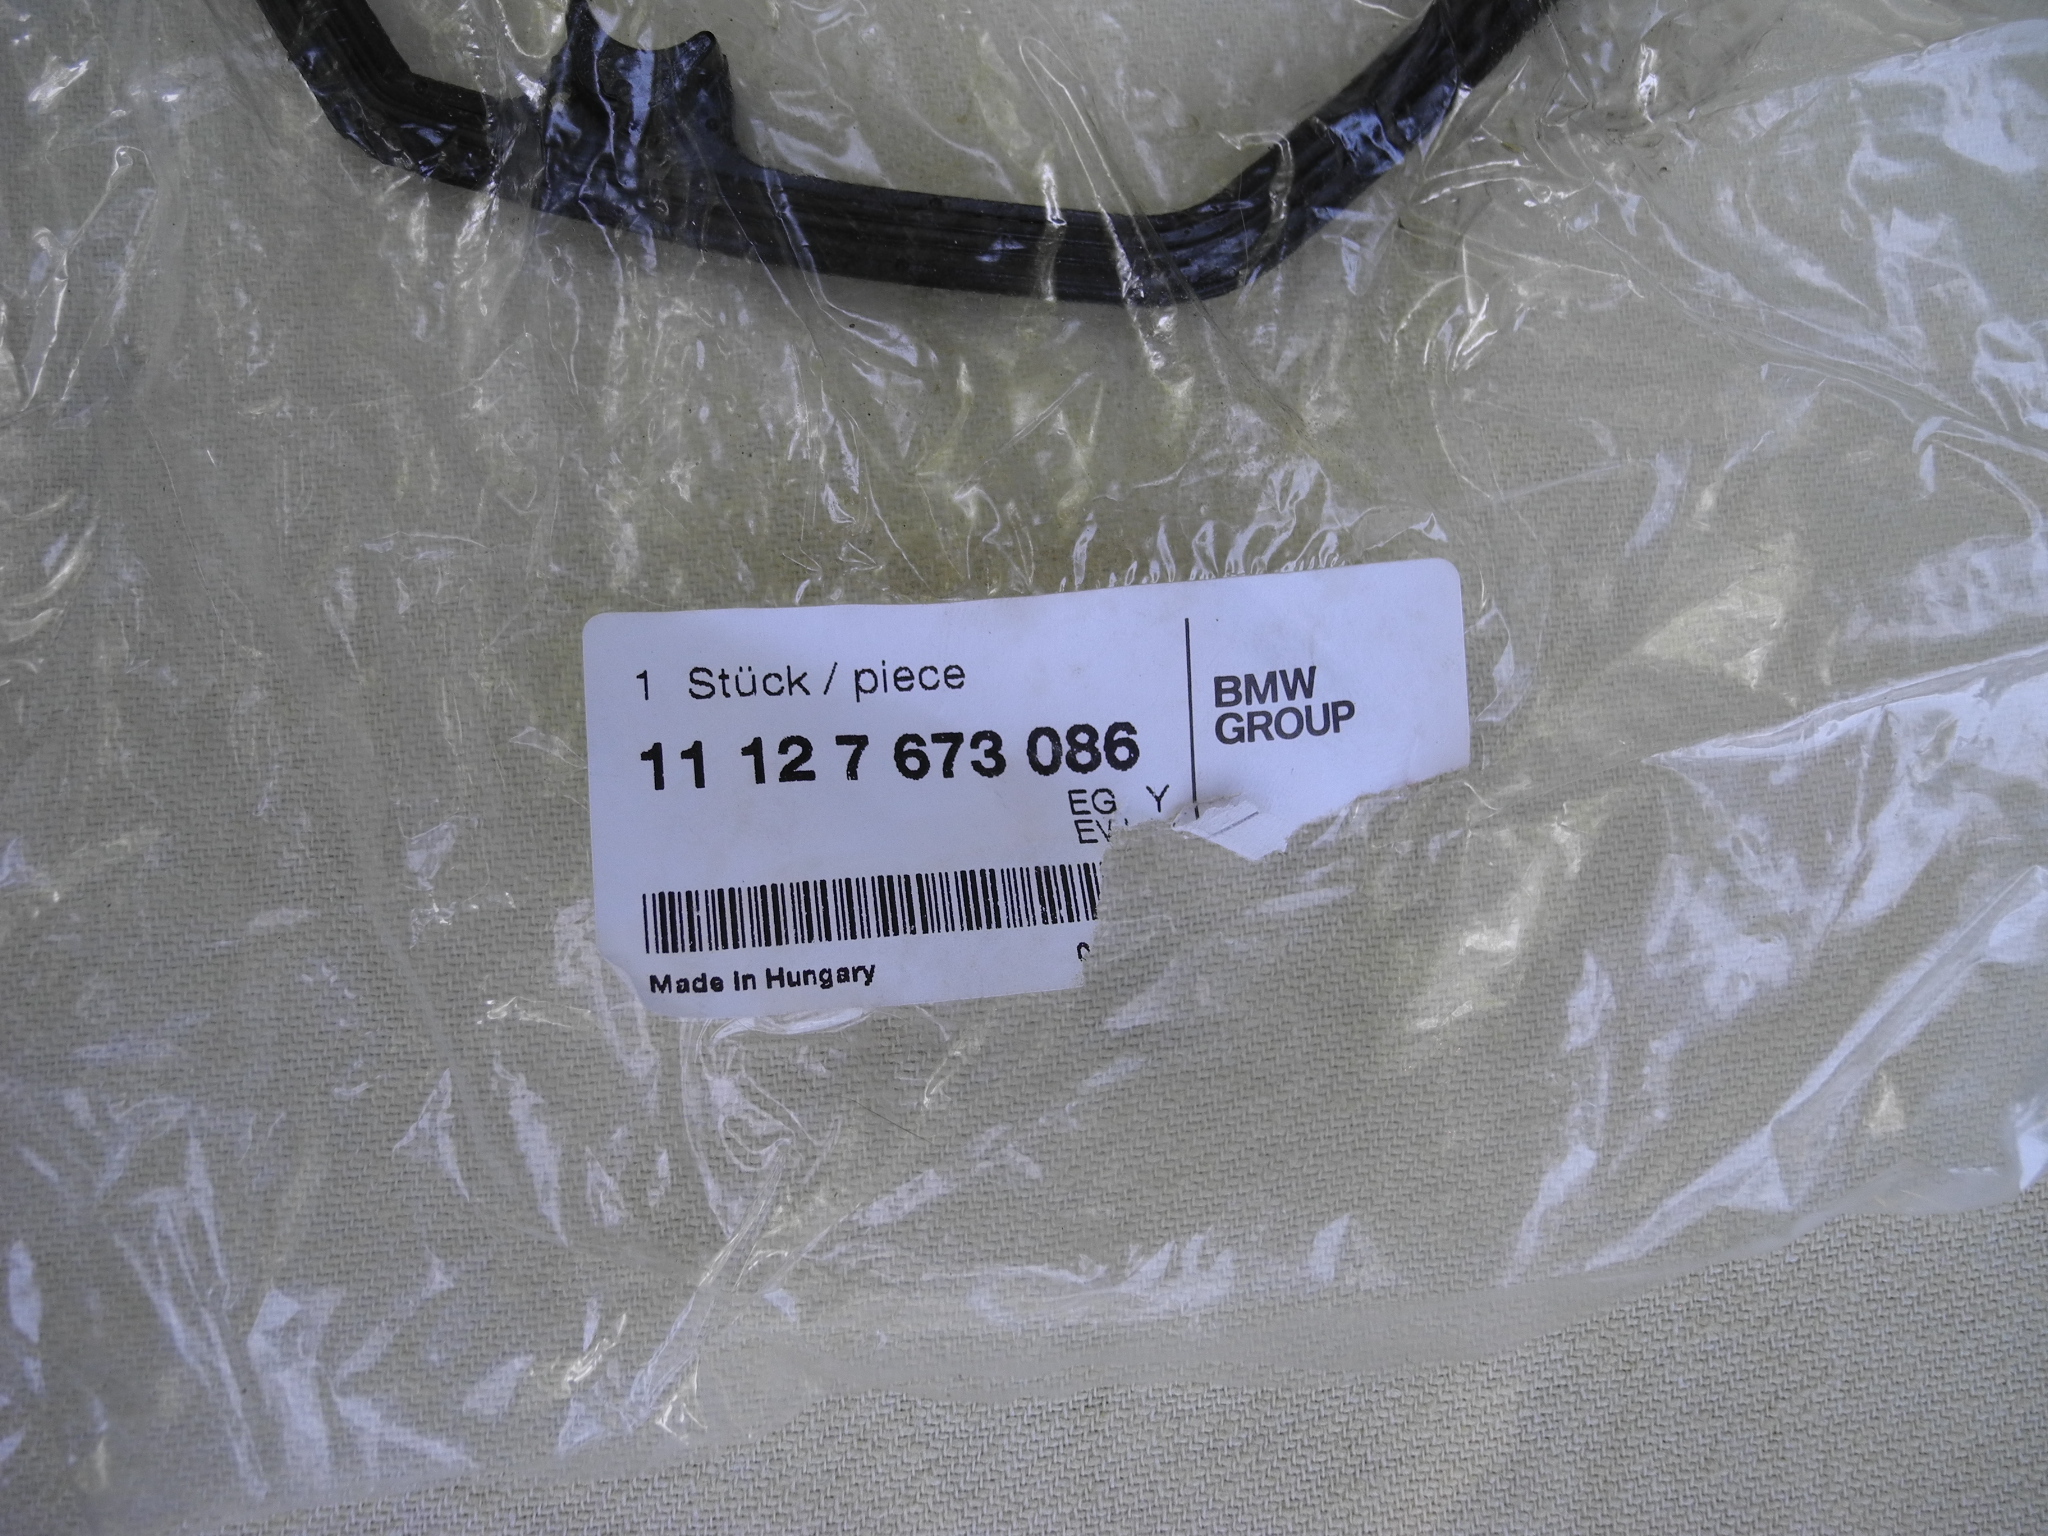 1 Stück / piece
11 12 7 673 086
EG Y
BMW
GROUP
Made in Hungary